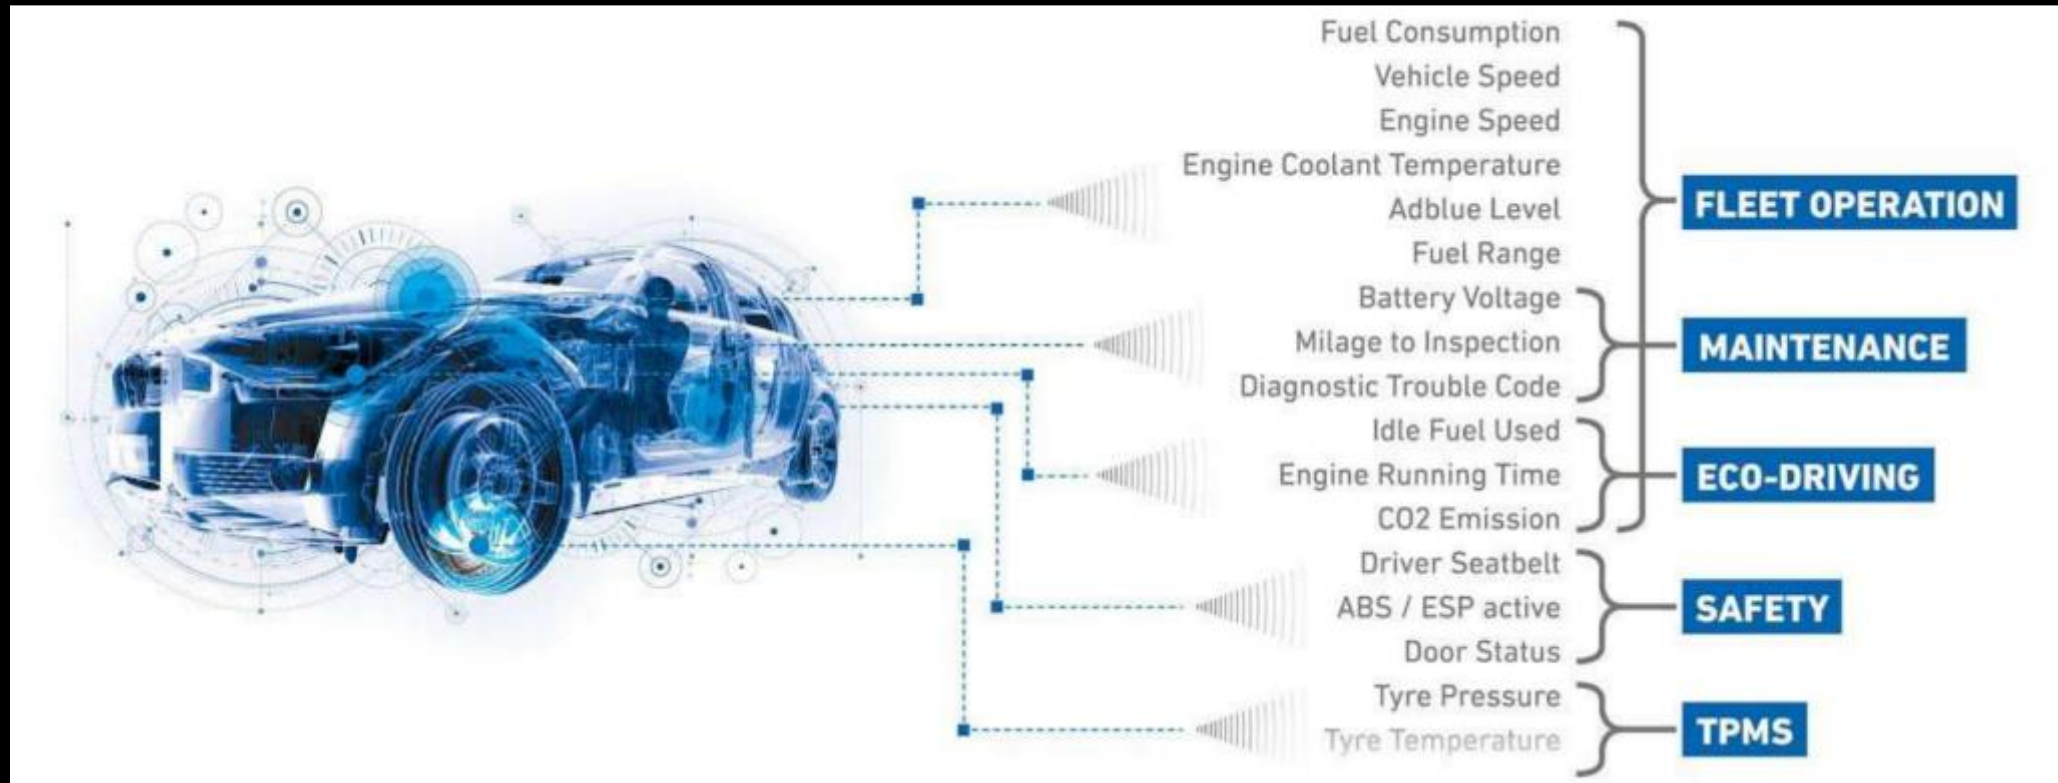 Fuel Consumption
Vehicle Speed
Engine Speed
Engine Coolant Temperature
Adblue Level
Fuel Range
FLEET OPERATION
Battery Voltage
Milage to Inspection
Diagnostic Trouble Code
MAINTENANCE
Idle Fuel Used
Engine Running Time
CO2 Emission
ECO-DRIVING
Driver Seatbelt
ABS / ESP active
Door Status
SAFETY
Tyre Pressure
Tyre Temperature
TPMS